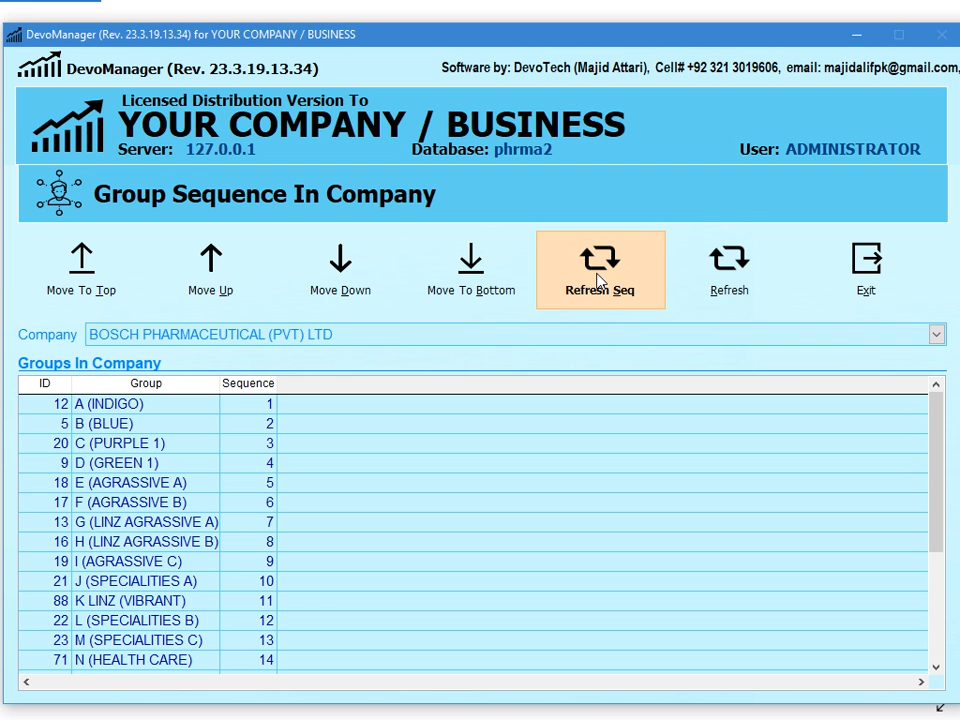 DevoManager (Rev. 23.3.19.13.34) for YOUR COMPANY / BUSINESS
DevoManager (Rev. 23.3.19.13.34)
Software by: DevoTech (Majid Attari), Cell# +92 321 3019606, email: majidalifpk@gmail.com,
Licensed Distribution Version To
YOUR COMPANY / BUSINESS
Server: 127.0.0.1 Database: phrma2 User: ADMINISTRATOR
Group Sequence In Company
Move To Top Move Up Move Down Move To Bottom Refresh Seq Refresh Exit
Company BOSCH PHARMACEUTICAL (PVT) LTD
Groups In Company
ID Group Sequence
12 A (INDIGO) 1
5 B (BLUE) 2
20 C (PURPLE 1) 3
9 D (GREEN 1) 4
18 E (AGRASSIVE A) 5
17 F (AGRASSIVE B) 6
13 G (LINZ AGRASSIVE A) 7
16 H (LINZ AGRASSIVE B) 8
19 I (AGRASSIVE C) 9
21 J (SPECIALITIES A) 10
88 K LINZ (VIBRANT) 11
22 L (SPECIALITIES B) 12
23 M (SPECIALITIES C) 13
71 N (HEALTH CARE) 14